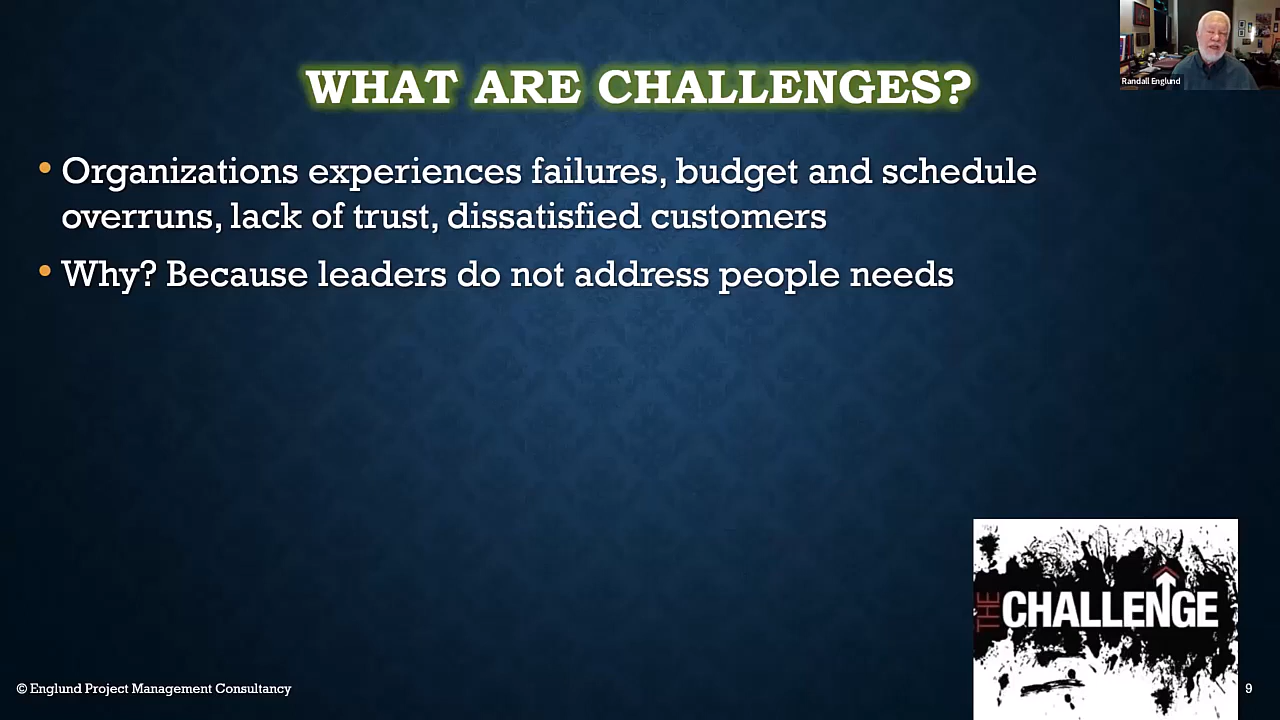 Randall Englund
WHAT ARE CHALLENGES?
• Organizations experiences failures, budget and schedule
overruns, lack of trust, dissatisfied customers
• Why? Because leaders do not address people needs
THE CHALLENGE
© Englund Project Management Consultancy
9